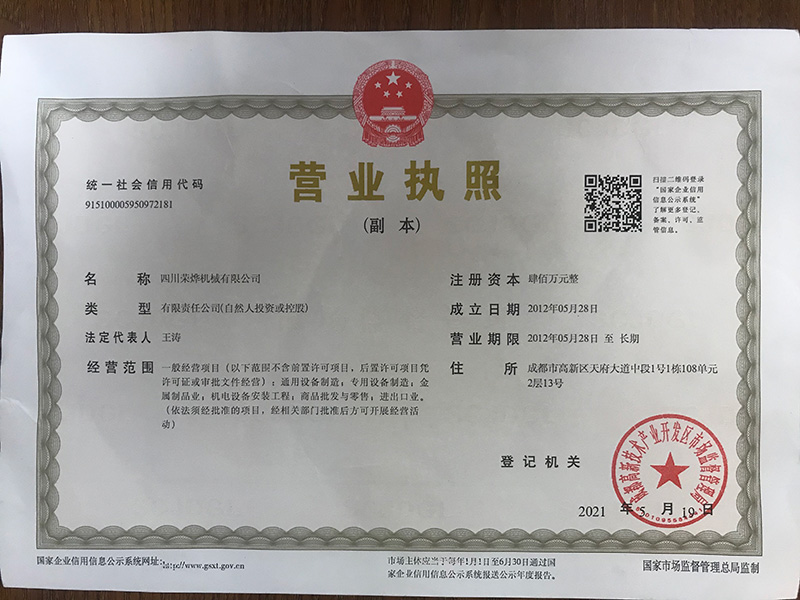 营业执照
(副 本)
统一社会信用代码
915100005950972181
扫描二维码登录
“国家企业信用
信息公示系统”
了解更多登记、
备案、许可、监
管信息。
名 称 四川荣烨机械有限公司
类 型 有限责任公司(自然人投资或控股)
法定代表人 王涛
经营范围 一般经营项目（以下范围不含前置许可项目，后置许可项目凭
许可证或审批文件经营）：通用设备制造；专用设备制造；金
属制品业；机电设备安装工程；商品批发与零售；进出口业。
（依法须经批准的项目，经相关部门批准后方可开展经营活
动）
注册资本 肆佰万元整
成立日期 2012年05月28日
营业期限 2012年05月28日 至 长期
住 所 成都市高新区天府大道中段1号1栋108单元
2层13号
登记机关
2021 年 5 月 19 日
国家企业信用信息公示系统网址:http://www.gsxt.gov.cn
市场主体应当于每年1月1日至6月30日通过国
家企业信用信息公示系统报送公示年度报告。
国家市场监督管理总局监制